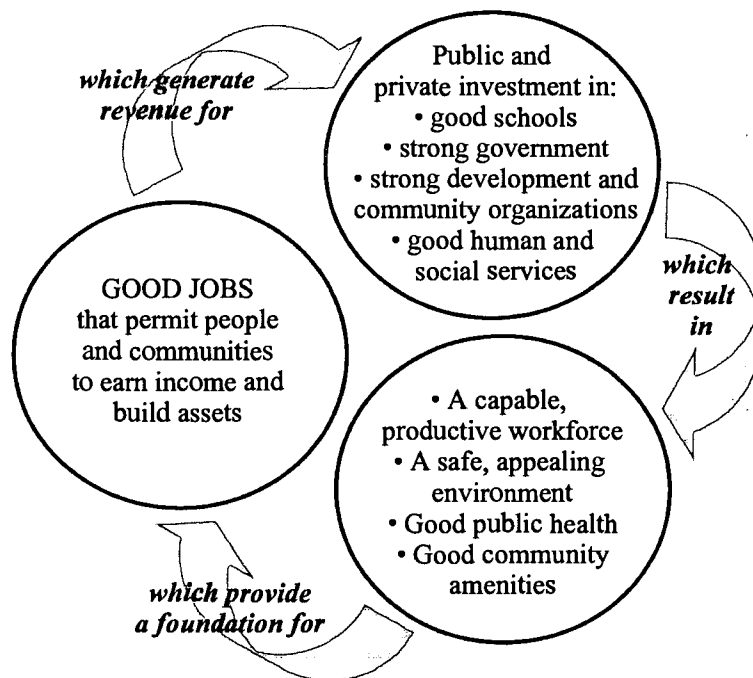 GOOD JOBS
that permit people
and communities
to earn income and
build assets
which generate
revenue for
Public and
private investment in:
• good schools
• strong government
• strong development and
community organizations
• good human and
social services
which
result
in
• A capable,
productive workforce
• A safe, appealing
environment
• Good public health
• Good community
amenities
which provide
a foundation for